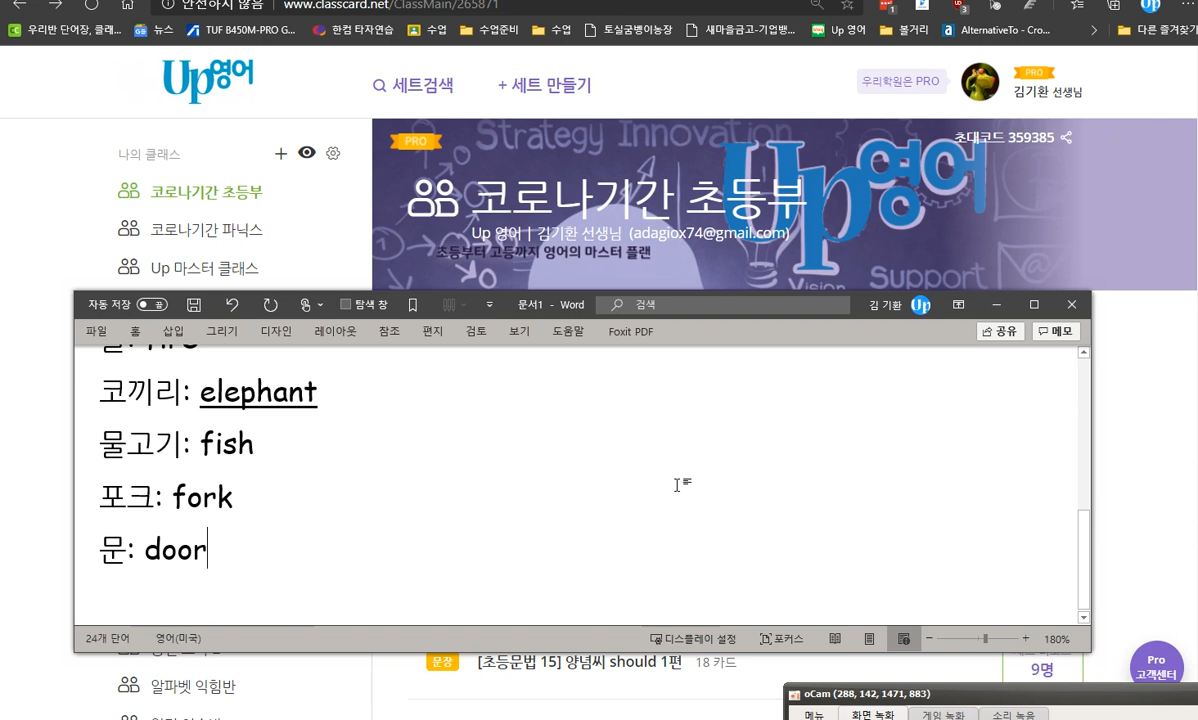 안전하지 않음 www.classcard.net/ClassMain/265871
우리반 단어장, 클래... 뉴스 TUF B450M-PRO G... 한컴 타자연습 수업 수업준비 수업 토실굼벵이농장 새마을금고-기업뱅... Up 영어 볼거리 AlternativeTo - Cro... 다른 즐겨찾기
Up영어 세트검색 + 세트 만들기 우리학원은 PRO PRO
김기환 선생님
나의 클래스
코로나기간 초등부
코로나기간 파닉스
Up 마스터 클래스
PRO Strategy Innovation 초대코드 359385
코로나기간 초등부 Up영어
Up 영어 | 김기환 선생님 (adagiox74@gmail.com)
초등부터 고등까지 영어의 마스터 플랜
Vision Support
자동 저장 탐색 창 문서1 - Word 검색 김 기환 Up
파일 홈 삽입 그리기 디자인 레이아웃 참조 편지 검토 보기 도움말 Foxit PDF 공유 메모
코끼리: elephant
물고기: fish
포크: fork
문: door
24개 단어 영어(미국) 디스플레이 설정 포커스 180%
문장 [초등문법 15] 양념씨 should 1편 18 카드 9명
Pro
고객센터
알파벳 익힘반
oCam (288, 142, 1471, 883)
메뉴 화면 녹화 게임 녹화 소리 녹음